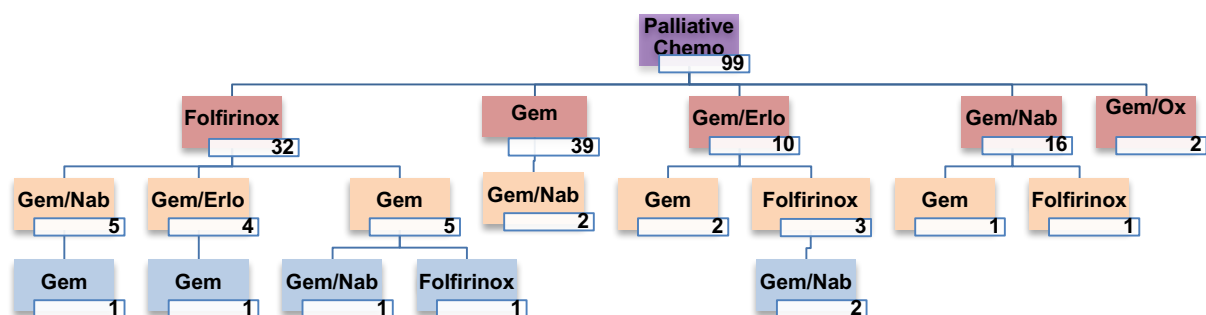 Palliative
Chemo
99
Folfirinox
32
Gem
39
Gem/Erlo
10
Gem/Nab
16
Gem/Ox
2
Gem/Nab
5
Gem/Erlo
4
Gem
5
Gem/Nab
2
Gem
2
Folfirinox
3
Gem
1
Folfirinox
1
Gem
1
Gem
1
Gem/Nab
1
Folfirinox
1
Gem/Nab
2